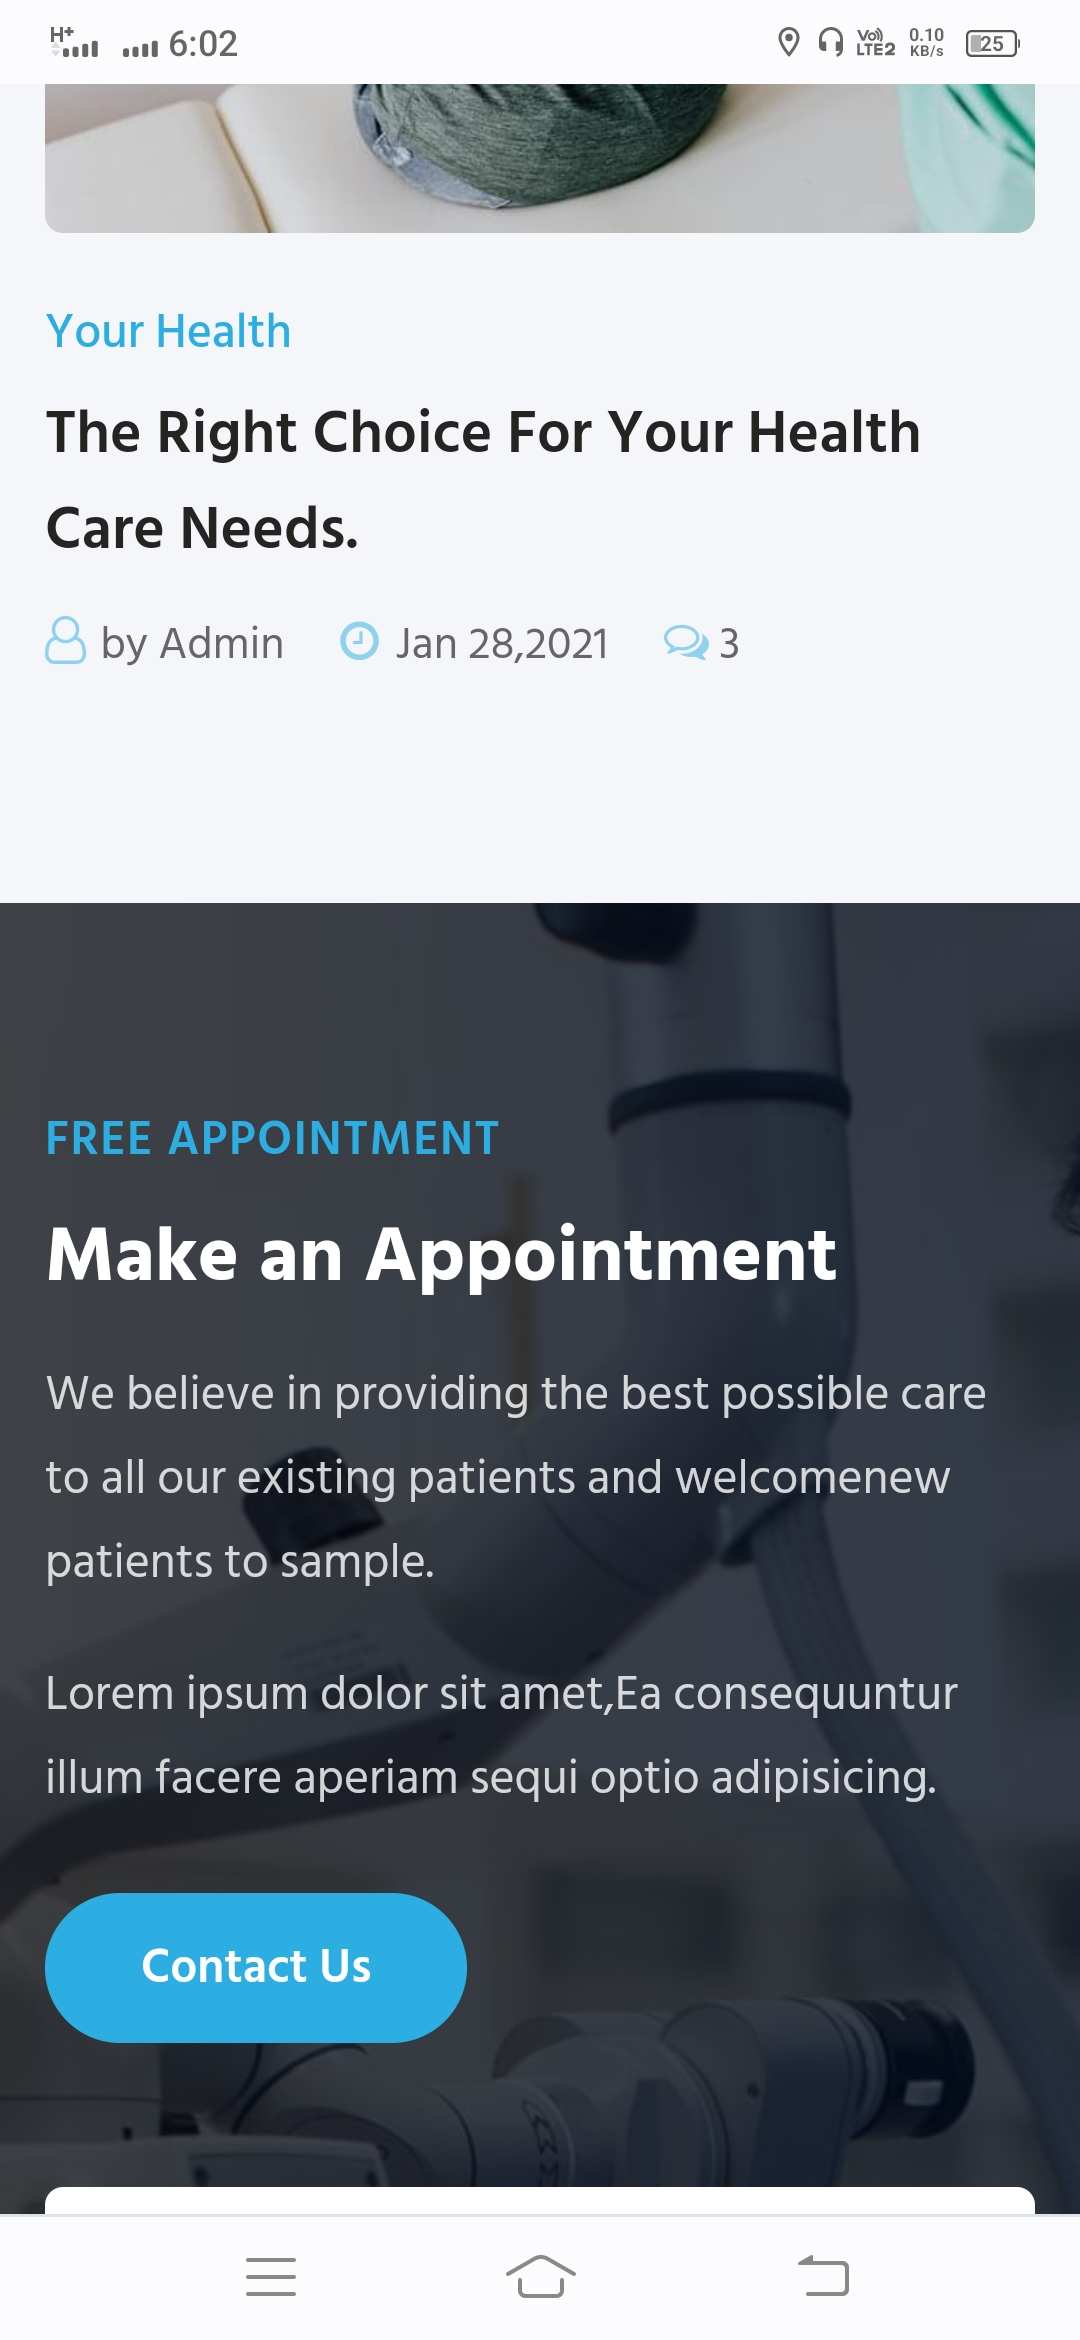 H+ 6:02 Vo)) LTE2 0.10 KB/s 25
Your Health
The Right Choice For Your Health
Care Needs.
by Admin Jan 28,2021 3
FREE APPOINTMENT
Make an Appointment
We believe in providing the best possible care
to all our existing patients and welcomenew
patients to sample.
Lorem ipsum dolor sit amet,Ea consequuntur
illum facere aperiam sequi optio adipisicing.
Contact Us